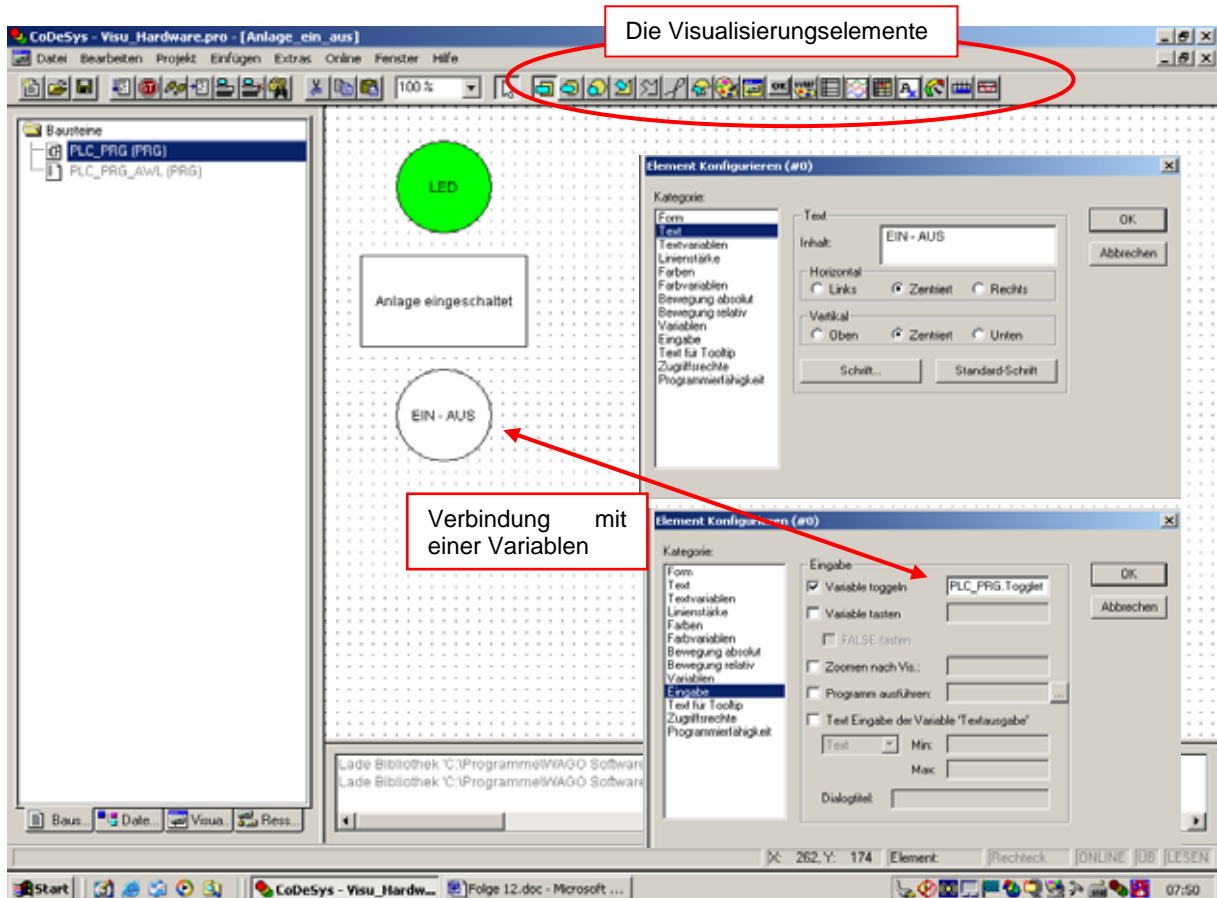 Die Visualisierungselemente
CoDeSys - Visu_Hardware.pro - [Anlage_ein_aus]
Datei Bearbeiten Projekt Einfügen Extras Online Fenster Hilfe
100 %
Bausteine
PLC_PRG (PRG)
PLC_PRG_AWL (PRG)
LED
Anlage eingeschaltet
EIN - AUS
Verbindung mit
einer Variablen
Element Konfigurieren (#0)
Kategorie:
Form
Text
Textvariablen
Linienstärke
Farben
Farbvariablen
Bewegung absolut
Bewegung relativ
Variablen
Eingabe
Text für Tooltip
Zugriffsrechte
Programmierfähigkeit
Text
Inhalt: EIN - AUS
Horizontal
Links Zentriert Rechts
Vertikal
Oben Zentriert Unten
Schrift... Standard-Schrift
OK
Abbrechen
Element Konfigurieren (#0)
Kategorie:
Form
Text
Textvariablen
Linienstärke
Farben
Farbvariablen
Bewegung absolut
Bewegung relativ
Variablen
Eingabe
Text für Tooltip
Zugriffsrechte
Programmierfähigkeit
Eingabe
Variable toggeln PLC_PRG.Togglet
Variable tasten
FALSE tasten
Zoomen nach Vis.:
Programm ausführen: ...
Text Eingabe der Variable 'Textausgabe'
Text Min:
Max:
Dialogtitel:
OK
Abbrechen
Lade Bibliothek 'C:\Programme\WAGO Software
Lade Bibliothek 'C:\Programme\WAGO Software
Baus... Date... Visua.. Ress...
X: 262, Y: 174 Element: Rechteck ONLINE ÜB LESEN
Start CoDeSys - Visu_Hardw... Folge 12.doc - Microsoft ... 07:50